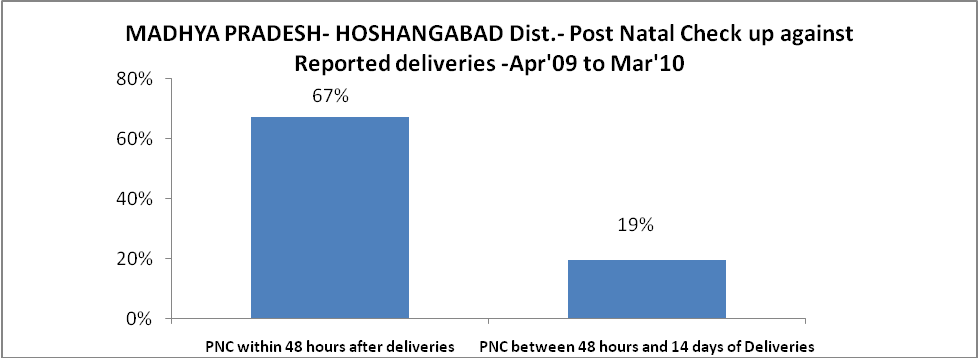 MADHYA PRADESH- HOSHANGABAD Dist.- Post Natal Check up against
Reported deliveries -Apr'09 to Mar'10
80%
67%
60%
40%
19%
20%
0%
PNC within 48 hours after deliveries
PNC between 48 hours and 14 days of Deliveries